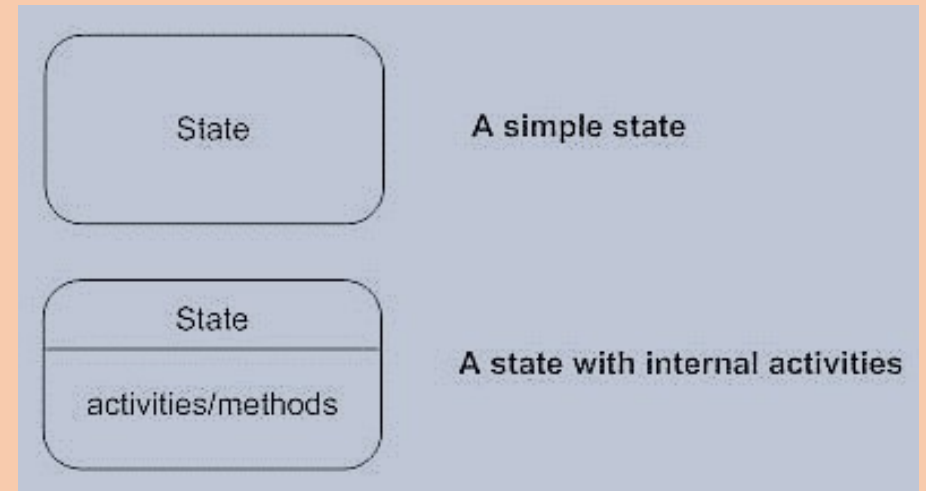 State
A simple state
State
activities/methods
A state with internal activities